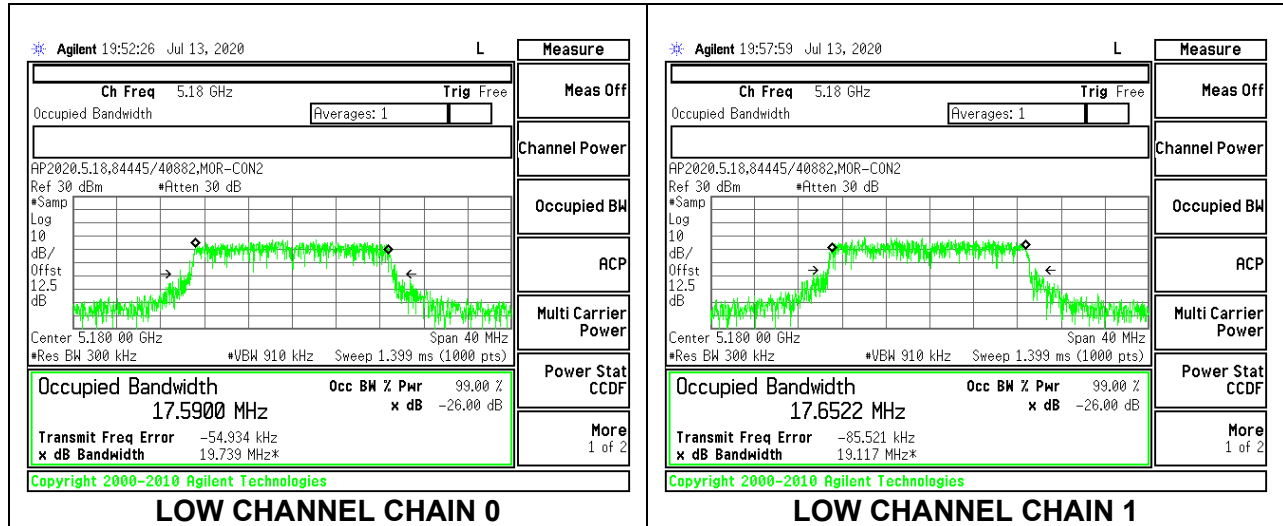 Agilent 19:52:26 Jul 13, 2020 L Measure
Ch Freq 5.18 GHz Trig Free
Occupied Bandwidth Averages: 1
AP2020.5.18,84445/40882,MOR-CON2
Ref 30 dBm #Atten 30 dB
#Samp
Log
10
dB/
Offst
12.5
dB
Center 5.180 00 GHz Span 40 MHz
#Res BW 300 kHz #VBW 910 kHz Sweep 1.399 ms (1000 pts)
Occupied Bandwidth Occ BW % Pwr 99.00 %
17.5900 MHz x dB -26.00 dB
Transmit Freq Error -54.934 kHz
x dB Bandwidth 19.739 MHz*
Meas Off
Channel Power
Occupied BW
ACP
Multi Carrier
Power
Power Stat
CCDF
More
1 of 2
Copyright 2000-2010 Agilent Technologies
LOW CHANNEL CHAIN 0
Agilent 19:57:59 Jul 13, 2020 L Measure
Ch Freq 5.18 GHz Trig Free
Occupied Bandwidth Averages: 1
AP2020.5.18,84445/40882,MOR-CON2
Ref 30 dBm #Atten 30 dB
#Samp
Log
10
dB/
Offst
12.5
dB
Center 5.180 00 GHz Span 40 MHz
#Res BW 300 kHz #VBW 910 kHz Sweep 1.399 ms (1000 pts)
Occupied Bandwidth Occ BW % Pwr 99.00 %
17.6522 MHz x dB -26.00 dB
Transmit Freq Error -85.521 kHz
x dB Bandwidth 19.117 MHz*
Meas Off
Channel Power
Occupied BW
ACP
Multi Carrier
Power
Power Stat
CCDF
More
1 of 2
Copyright 2000-2010 Agilent Technologies
LOW CHANNEL CHAIN 1